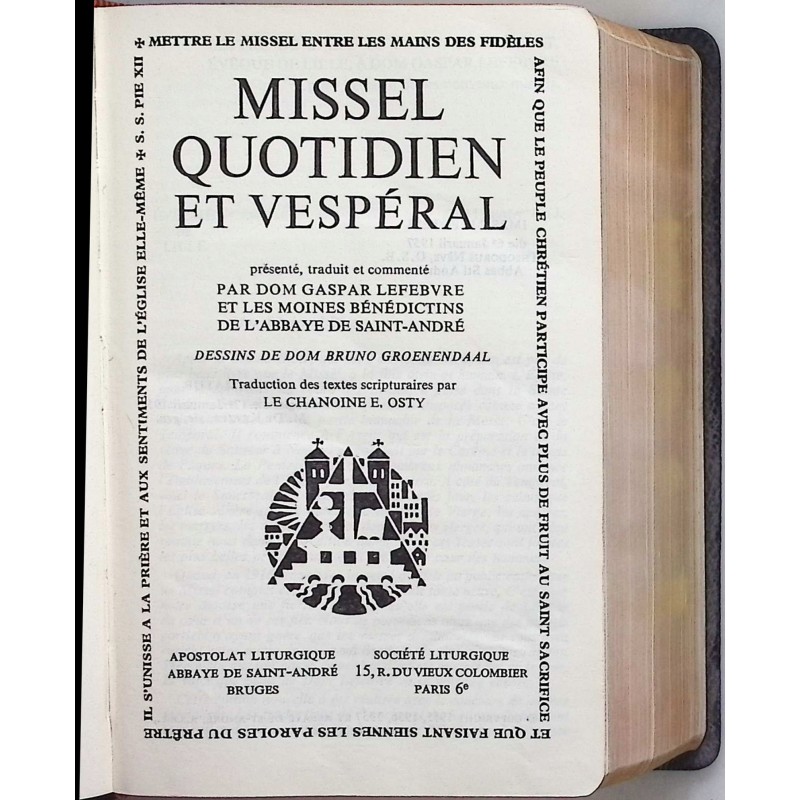 ✠ METTRE LE MISSEL ENTRE LES MAINS DES FIDÈLES
AFIN QUE LE PEUPLE CHRÉTIEN PARTICIPE AVEC PLUS DE FRUIT AU SAINT SACRIFICE
ET QUE FAISANT SIENNES LES PAROLES DU PRÊTRE
IL S'UNISSE A LA PRIÈRE ET AUX SENTIMENTS DE L'ÉGLISE ELLE-MÊME ✠ S. S. PIE XII
MISSEL
QUOTIDIEN
ET VESPÉRAL
présenté, traduit et commenté
PAR DOM GASPAR LEFEBVRE
ET LES MOINES BÉNÉDICTINS
DE L'ABBAYE DE SAINT-ANDRÉ
DESSINS DE DOM BRUNO GROENENDAAL
Traduction des textes scripturaires par
LE CHANOINE E. OSTY
APOSTOLAT LITURGIQUE
ABBAYE DE SAINT-ANDRÉ
BRUGES
SOCIÉTÉ LITURGIQUE
15, R. DU VIEUX COLOMBIER
PARIS 6e